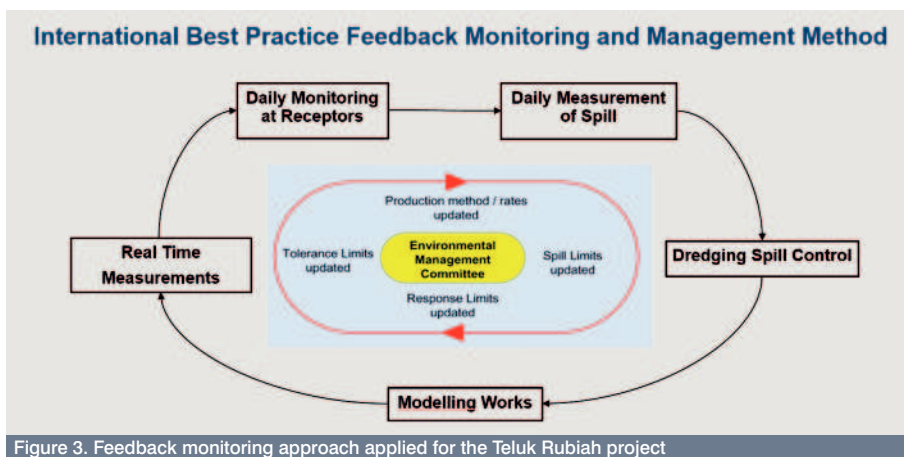 International Best Practice Feedback Monitoring and Management Method
Daily Monitoring
at Receptors
Daily Measurement
of Spill
Production method / rates
updated
Real Time
Measurements
Tolerance Limits
updated
Environmental
Management
Committee
Spill Limits
updated
Dredging Spill Control
Response Limits
updated
Modelling Works
Figure 3. Feedback monitoring approach applied for the Teluk Rubiah project